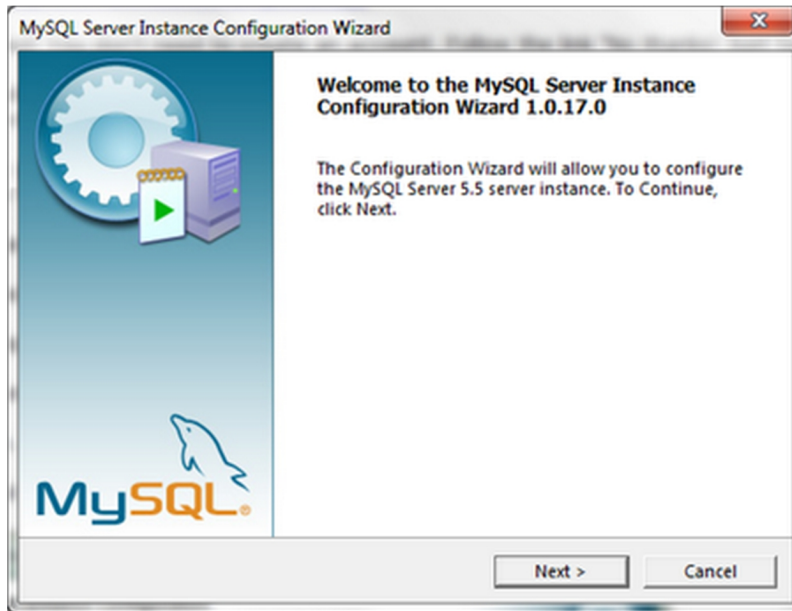 MySQL Server Instance Configuration Wizard
Welcome to the MySQL Server Instance
Configuration Wizard 1.0.17.0
The Configuration Wizard will allow you to configure
the MySQL Server 5.5 server instance. To Continue,
click Next.
MySQL®
Next >
Cancel